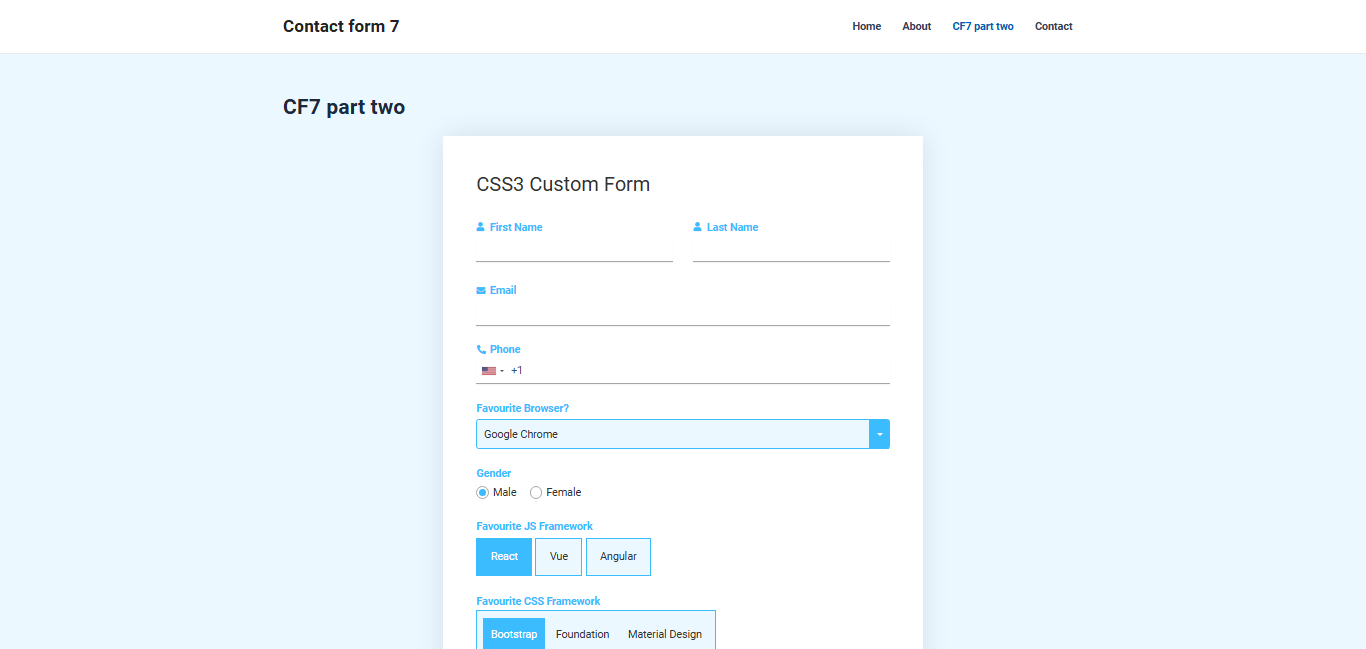 Contact form 7
Home About CF7 part two Contact
CF7 part two
CSS3 Custom Form
First Name Last Name
Email
Phone
+1
Favourite Browser?
Google Chrome
Gender
Male Female
Favourite JS Framework
React Vue Angular
Favourite CSS Framework
Bootstrap Foundation Material Design